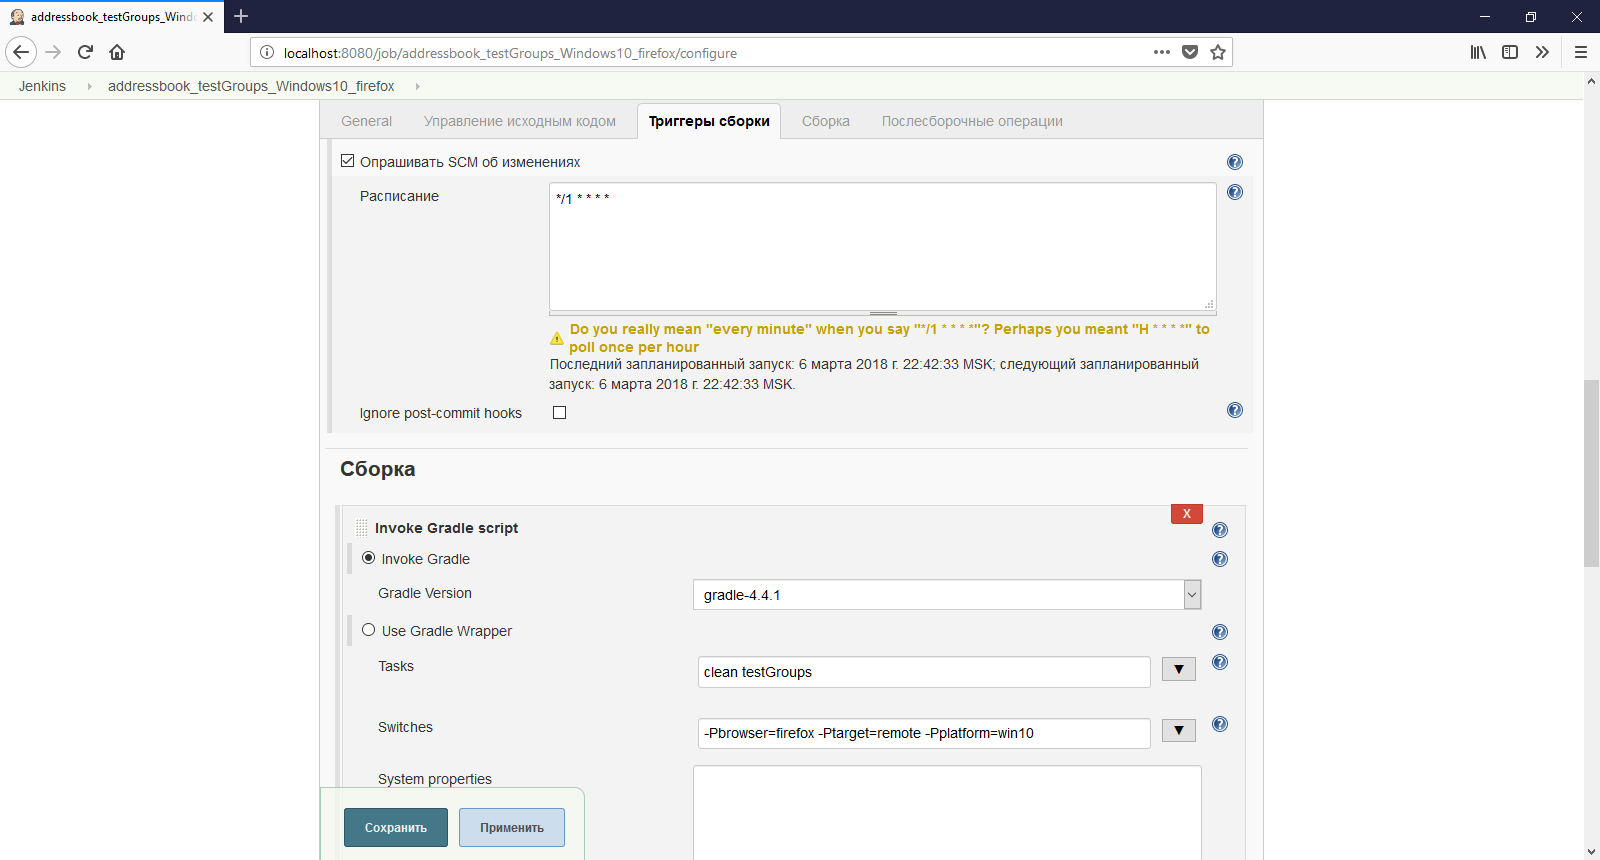 addressbook_testGroups_Wind
localhost:8080/job/addressbook_testGroups_Windows10_firefox/configure
Jenkins addressbook_testGroups_Windows10_firefox
General Управление исходным кодом Триггеры сборки Сборка Послесборочные операции
Опрашивать SCM об изменениях
Расписание
*/1 * * * *
Do you really mean "every minute" when you say "*/1 * * * *"? Perhaps you meant "H * * * *" to
poll once per hour
Последний запланированный запуск: 6 марта 2018 г. 22:42:33 MSK; следующий запланированный
запуск: 6 марта 2018 г. 22:42:33 MSK.
Ignore post-commit hooks
Сборка
X
Invoke Gradle script
Invoke Gradle
Gradle Version
gradle-4.4.1
Use Gradle Wrapper
Tasks
clean testGroups
Switches
-Pbrowser=firefox -Ptarget=remote -Pplatform=win10
System properties
Сохранить Применить